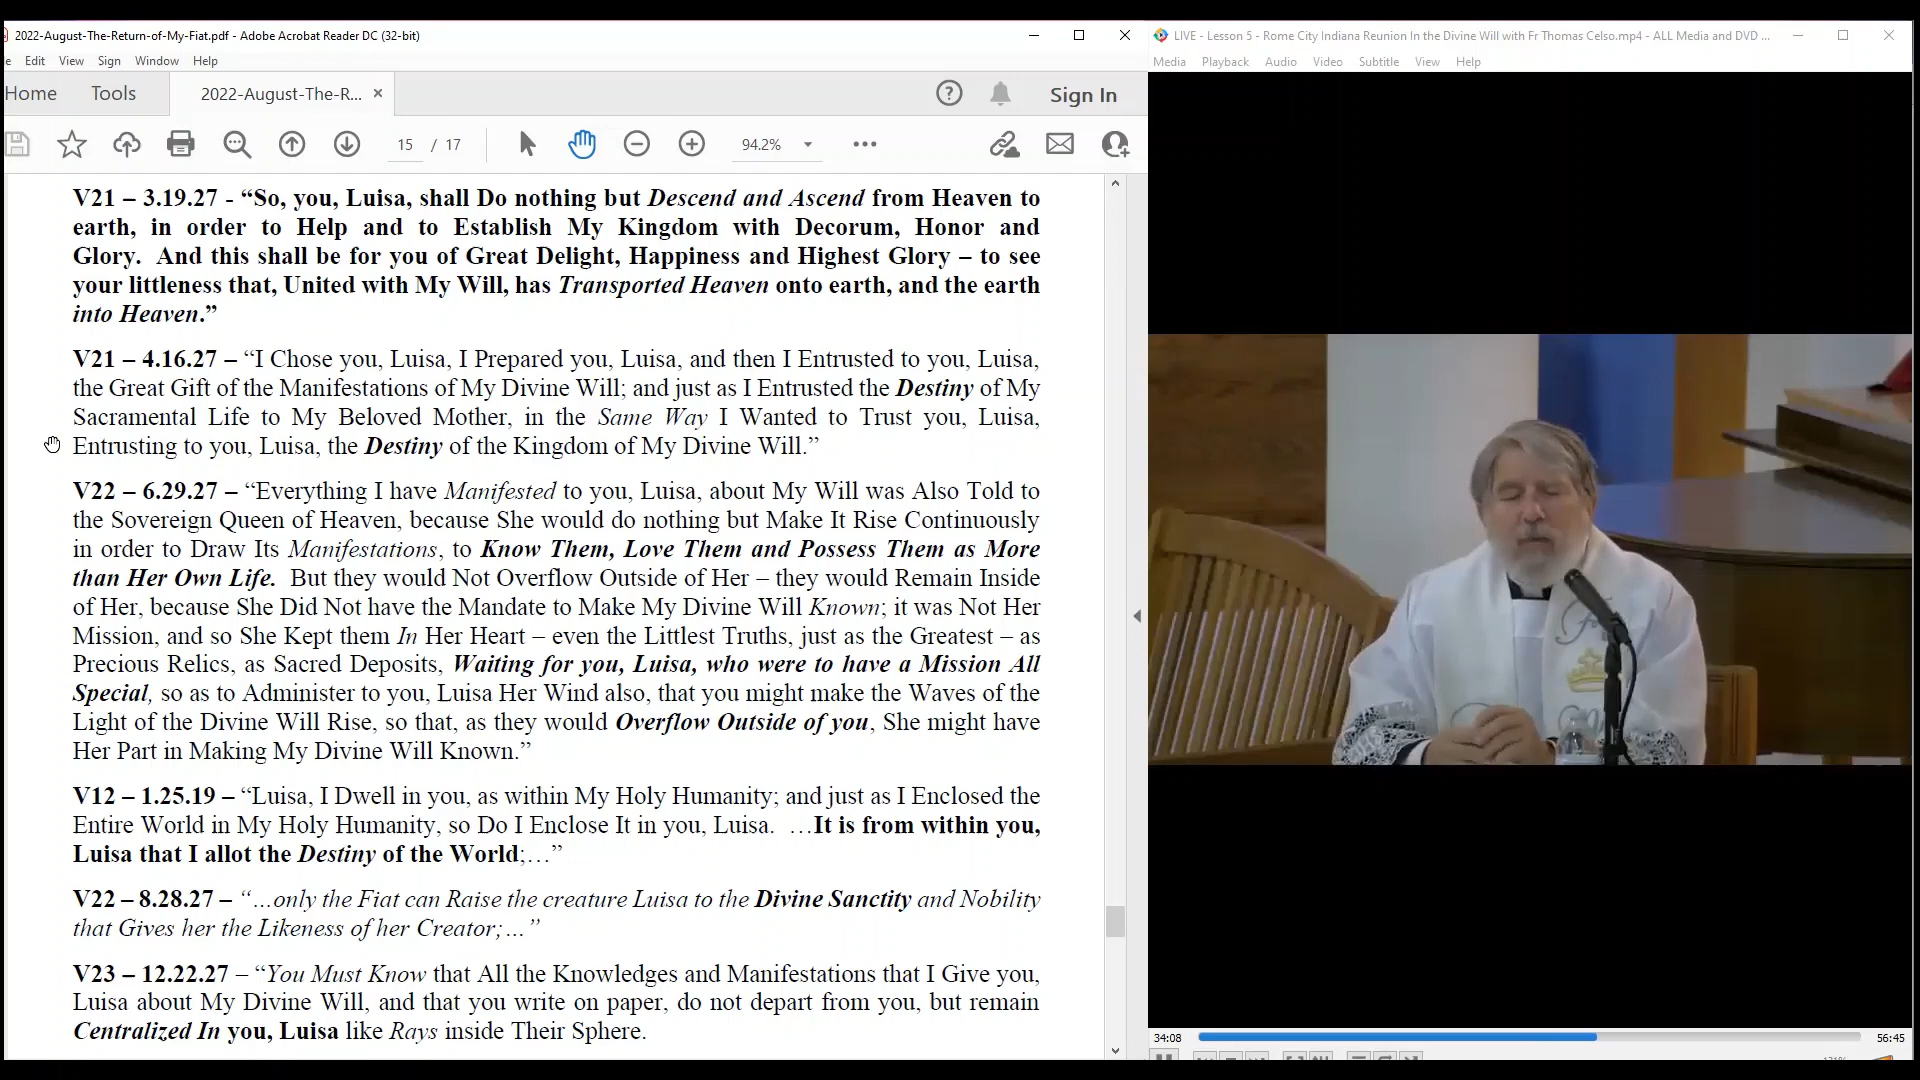 2022-August-The-Return-of-My-Fiat.pdf - Adobe Acrobat Reader DC (32-bit)
Edit View Sign Window Help
Home Tools 2022-August-The-R... Sign In
15 / 17 94.2%
V21 – 3.19.27 - “So, you, Luisa, shall Do nothing but Descend and Ascend from Heaven to
earth, in order to Help and to Establish My Kingdom with Decorum, Honor and
Glory. And this shall be for you of Great Delight, Happiness and Highest Glory – to see
your littleness that, United with My Will, has Transported Heaven onto earth, and the earth
into Heaven.”
V21 – 4.16.27 – “I Chose you, Luisa, I Prepared you, Luisa, and then I Entrusted to you, Luisa,
the Great Gift of the Manifestations of My Divine Will; and just as I Entrusted the Destiny of My
Sacramental Life to My Beloved Mother, in the Same Way I Wanted to Trust you, Luisa,
Entrusting to you, Luisa, the Destiny of the Kingdom of My Divine Will.”
V22 – 6.29.27 – “Everything I have Manifested to you, Luisa, about My Will was Also Told to
the Sovereign Queen of Heaven, because She would do nothing but Make It Rise Continuously
in order to Draw Its Manifestations, to Know Them, Love Them and Possess Them as More
than Her Own Life. But they would Not Overflow Outside of Her – they would Remain Inside
of Her, because She Did Not have the Mandate to Make My Divine Will Known; it was Not Her
Mission, and so She Kept them In Her Heart – even the Littlest Truths, just as the Greatest – as
Precious Relics, as Sacred Deposits, Waiting for you, Luisa, who were to have a Mission All
Special, so as to Administer to you, Luisa Her Wind also, that you might make the Waves of the
Light of the Divine Will Rise, so that, as they would Overflow Outside of you, She might have
Her Part in Making My Divine Will Known.”
V12 – 1.25.19 – “Luisa, I Dwell in you, as within My Holy Humanity; and just as I Enclosed the
Entire World in My Holy Humanity, so Do I Enclose It in you, Luisa. …It is from within you,
Luisa that I allot the Destiny of the World;…”
V22 – 8.28.27 – “…only the Fiat can Raise the creature Luisa to the Divine Sanctity and Nobility
that Gives her the Likeness of her Creator;…”
V23 – 12.22.27 – “You Must Know that All the Knowledges and Manifestations that I Give you,
Luisa about My Divine Will, and that you write on paper, do not depart from you, but remain
Centralized In you, Luisa like Rays inside Their Sphere.
LIVE - Lesson 5 - Rome City Indiana Reunion In the Divine Will with Fr Thomas Celso.mp4 - ALL Media and DVD ...
Media Playback Audio Video Subtitle View Help
34:08 56:45